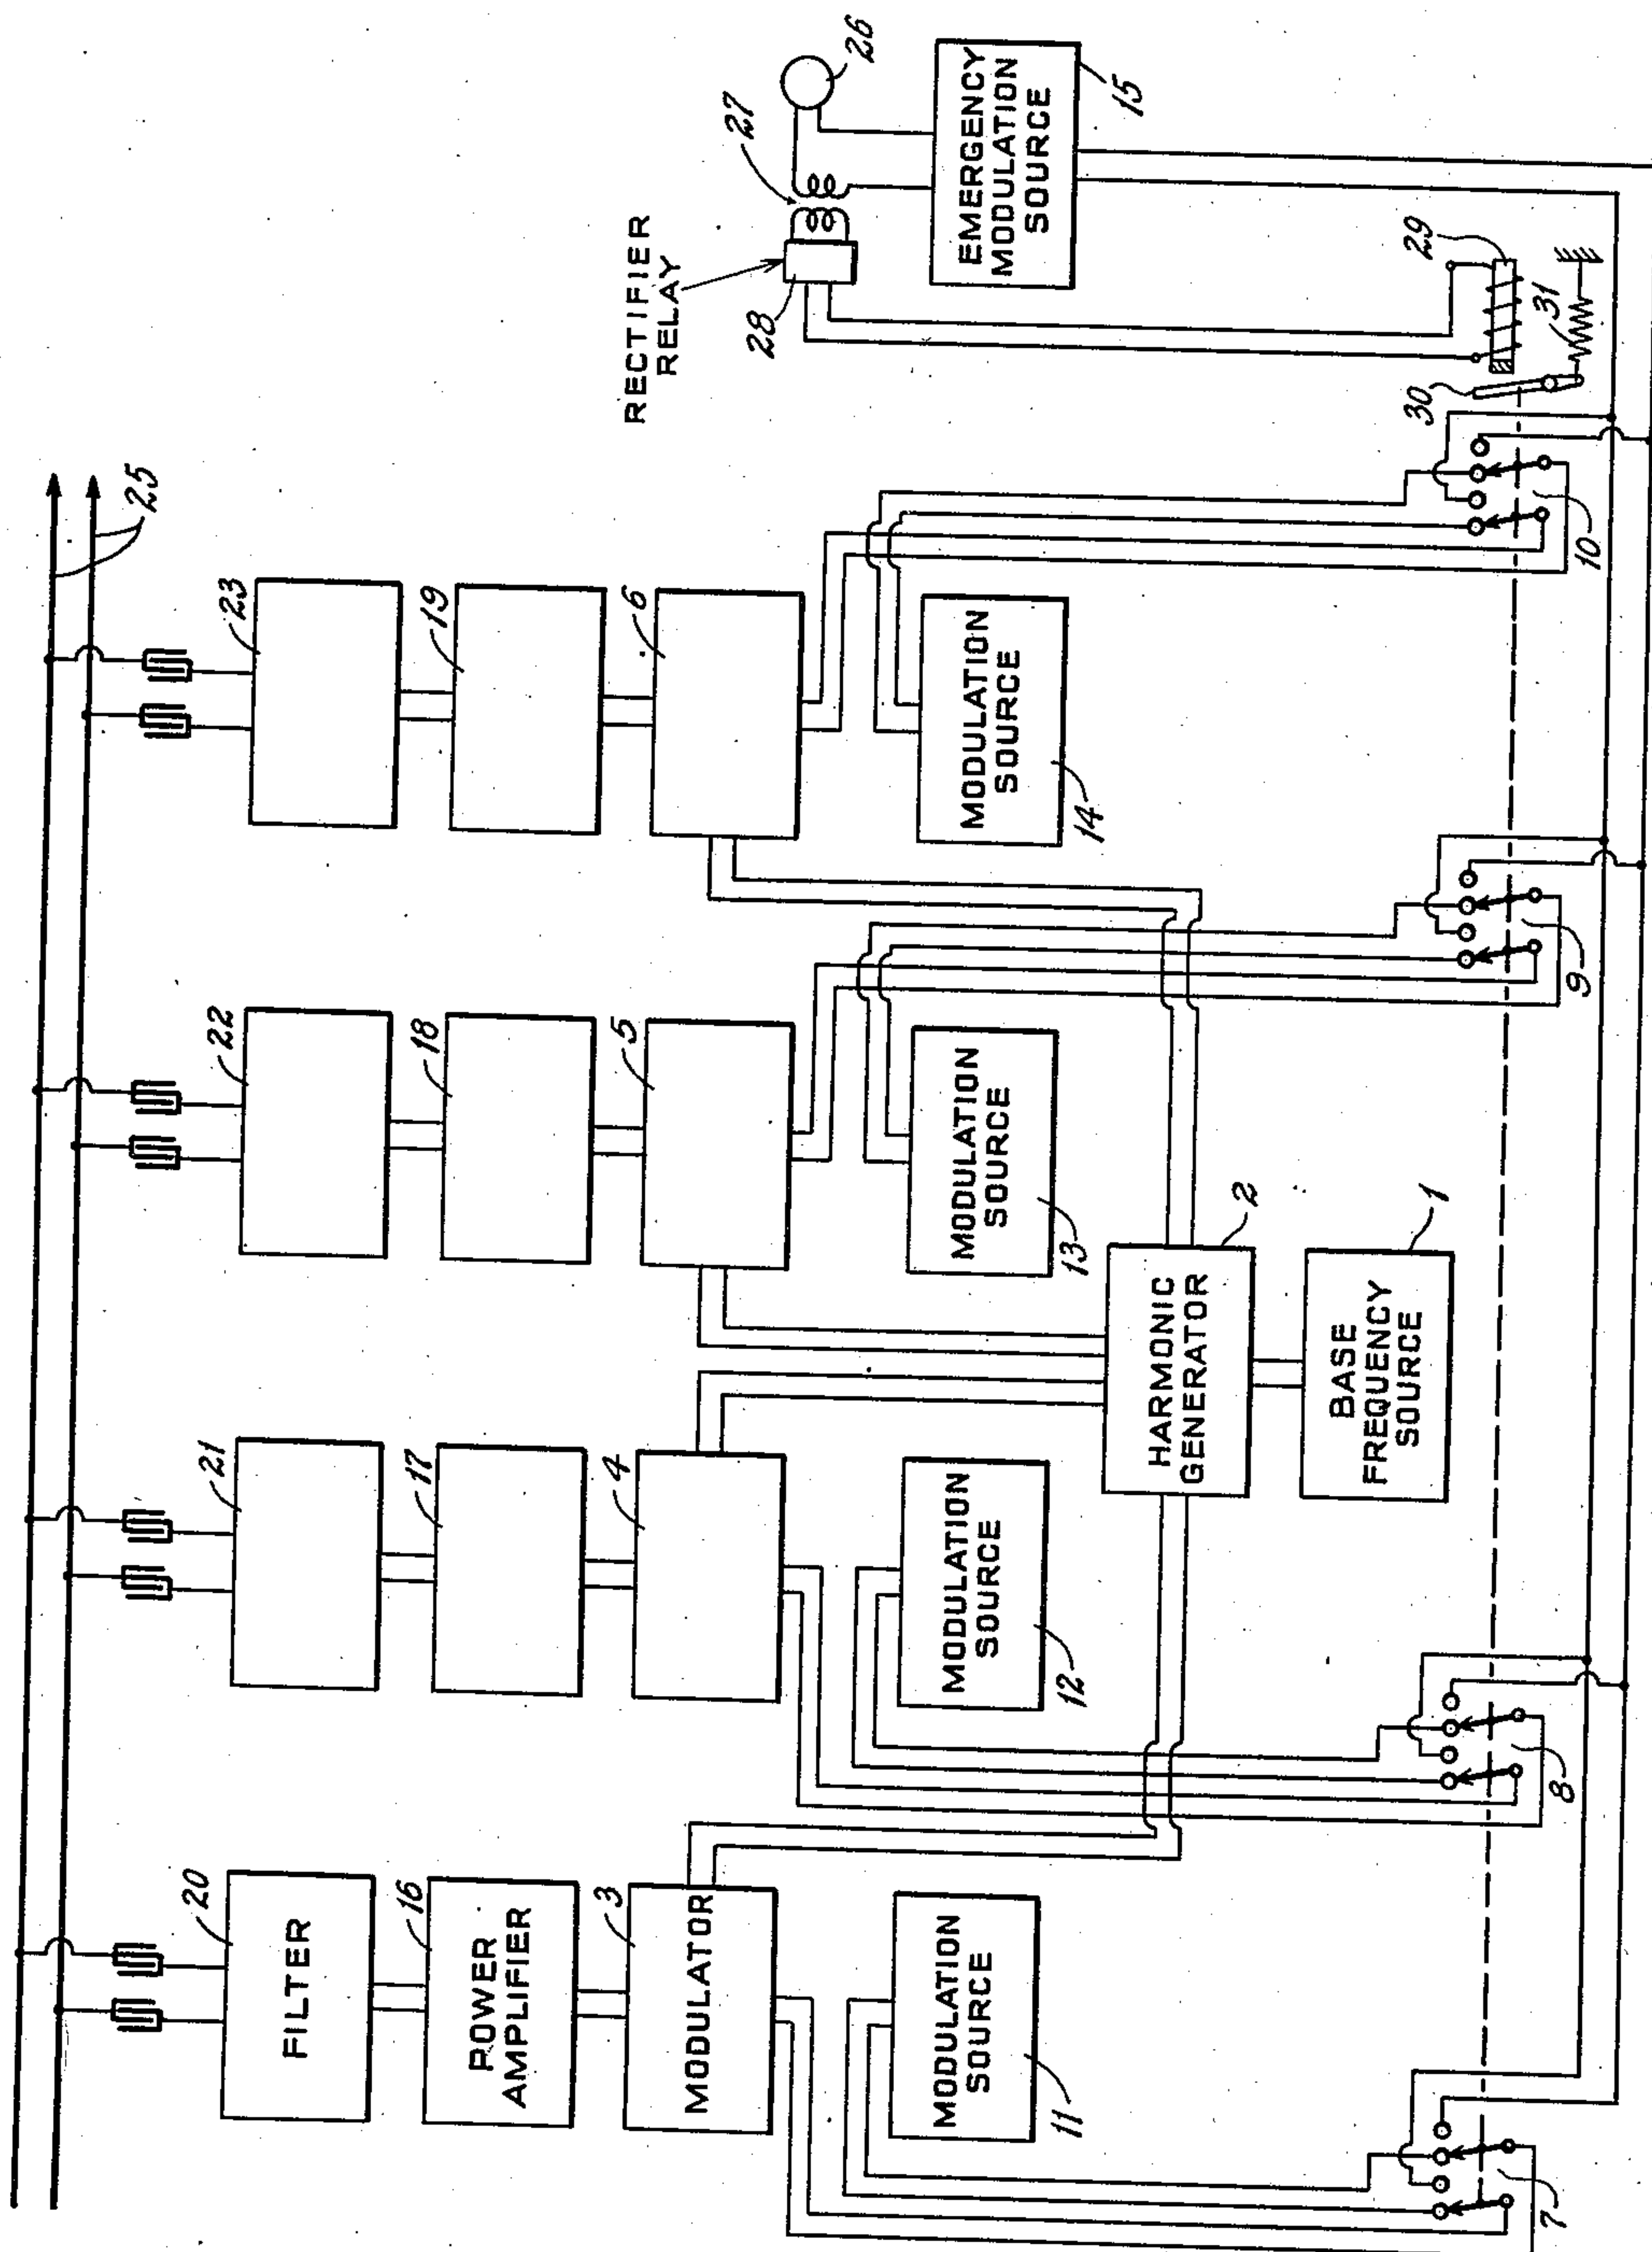 25
20
FILTER
21
22
23
16
POWER
AMPLIFIER
17
18
19
3
MODULATOR
4
5
6
RECTIFIER
RELAY
27
26
28
MODULATION
SOURCE
11
MODULATION
SOURCE
12
MODULATION
SOURCE
13
MODULATION
SOURCE
14
EMERGENCY
MODULATION
SOURCE
15
HARMONIC
GENERATOR
2
BASE
FREQUENCY
SOURCE
1
29
30
31
7
8
9
10